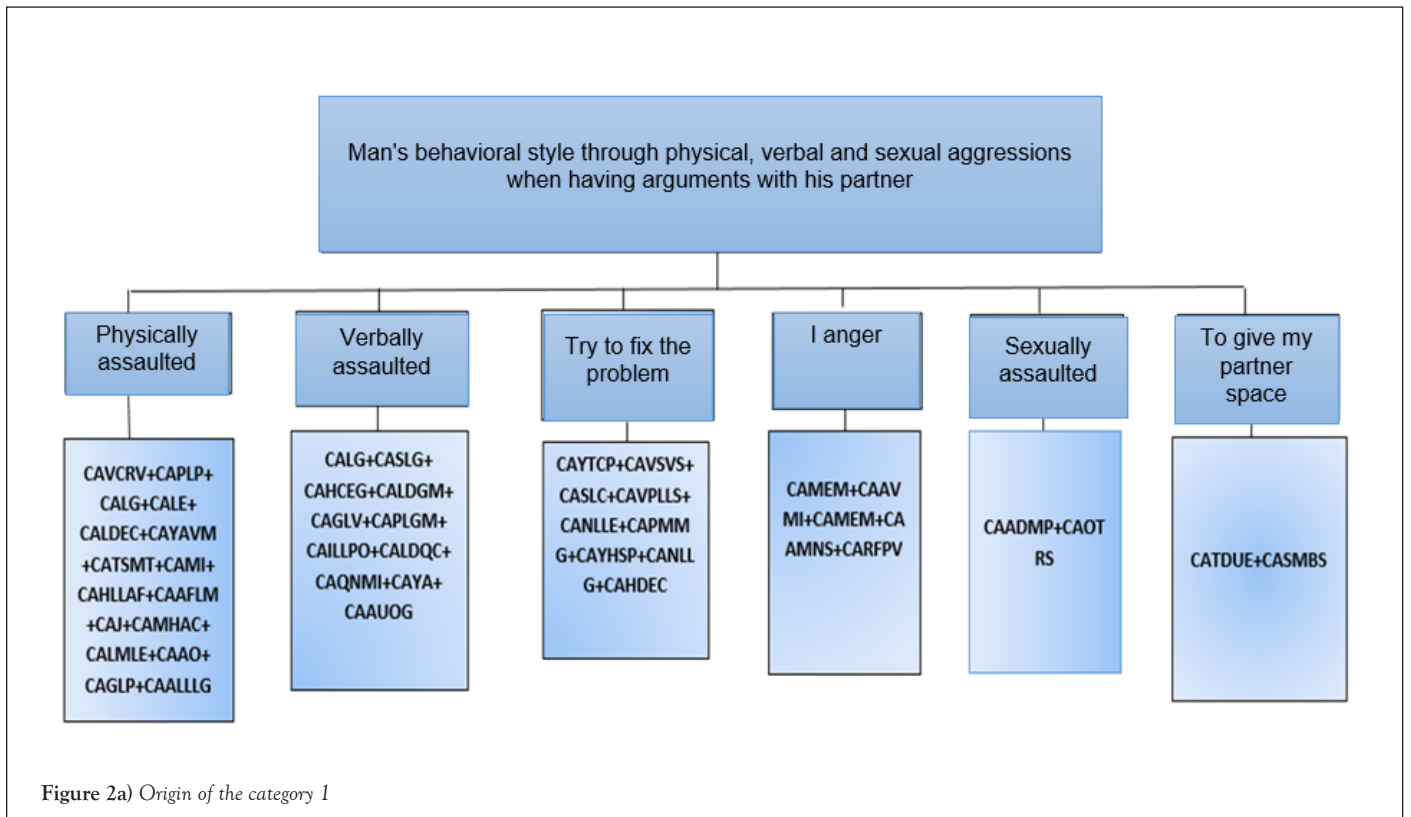 Man's behavioral style through physical, verbal and sexual aggressions
when having arguments with his partner
Physically
assaulted
Verbally
assaulted
Try to fix the
problem
I anger
Sexually
assaulted
To give my
partner
space
CAVCRV+CAPLP+
CALG+CALE+
CALDEC+CAYAVM
+CATSMT+CAMI+
CAHLLAF+CAAFLM
+CAJ+CAMHAC+
CALMLE+CAAO+
CAGLP+CAALLLG
CALG+CASLG+
CAHCEG+CALDGM+
CAGLV+CAPLGM+
CAILLPO+CALDQC+
CAQNMI+CAYA+
CAAUOG
CAYTCP+CAVSVS+
CASLC+CAVPLLS+
CANLLE+CAPMM
G+CAYHSP+CANLL
G+CAHDEC
CAMEM+CAAV
MI+CAMEM+CA
AMNS+CARFPV
CAADMP+CAOT
RS
CATDUE+CASMBS
Figure 2a) Origin of the category 1